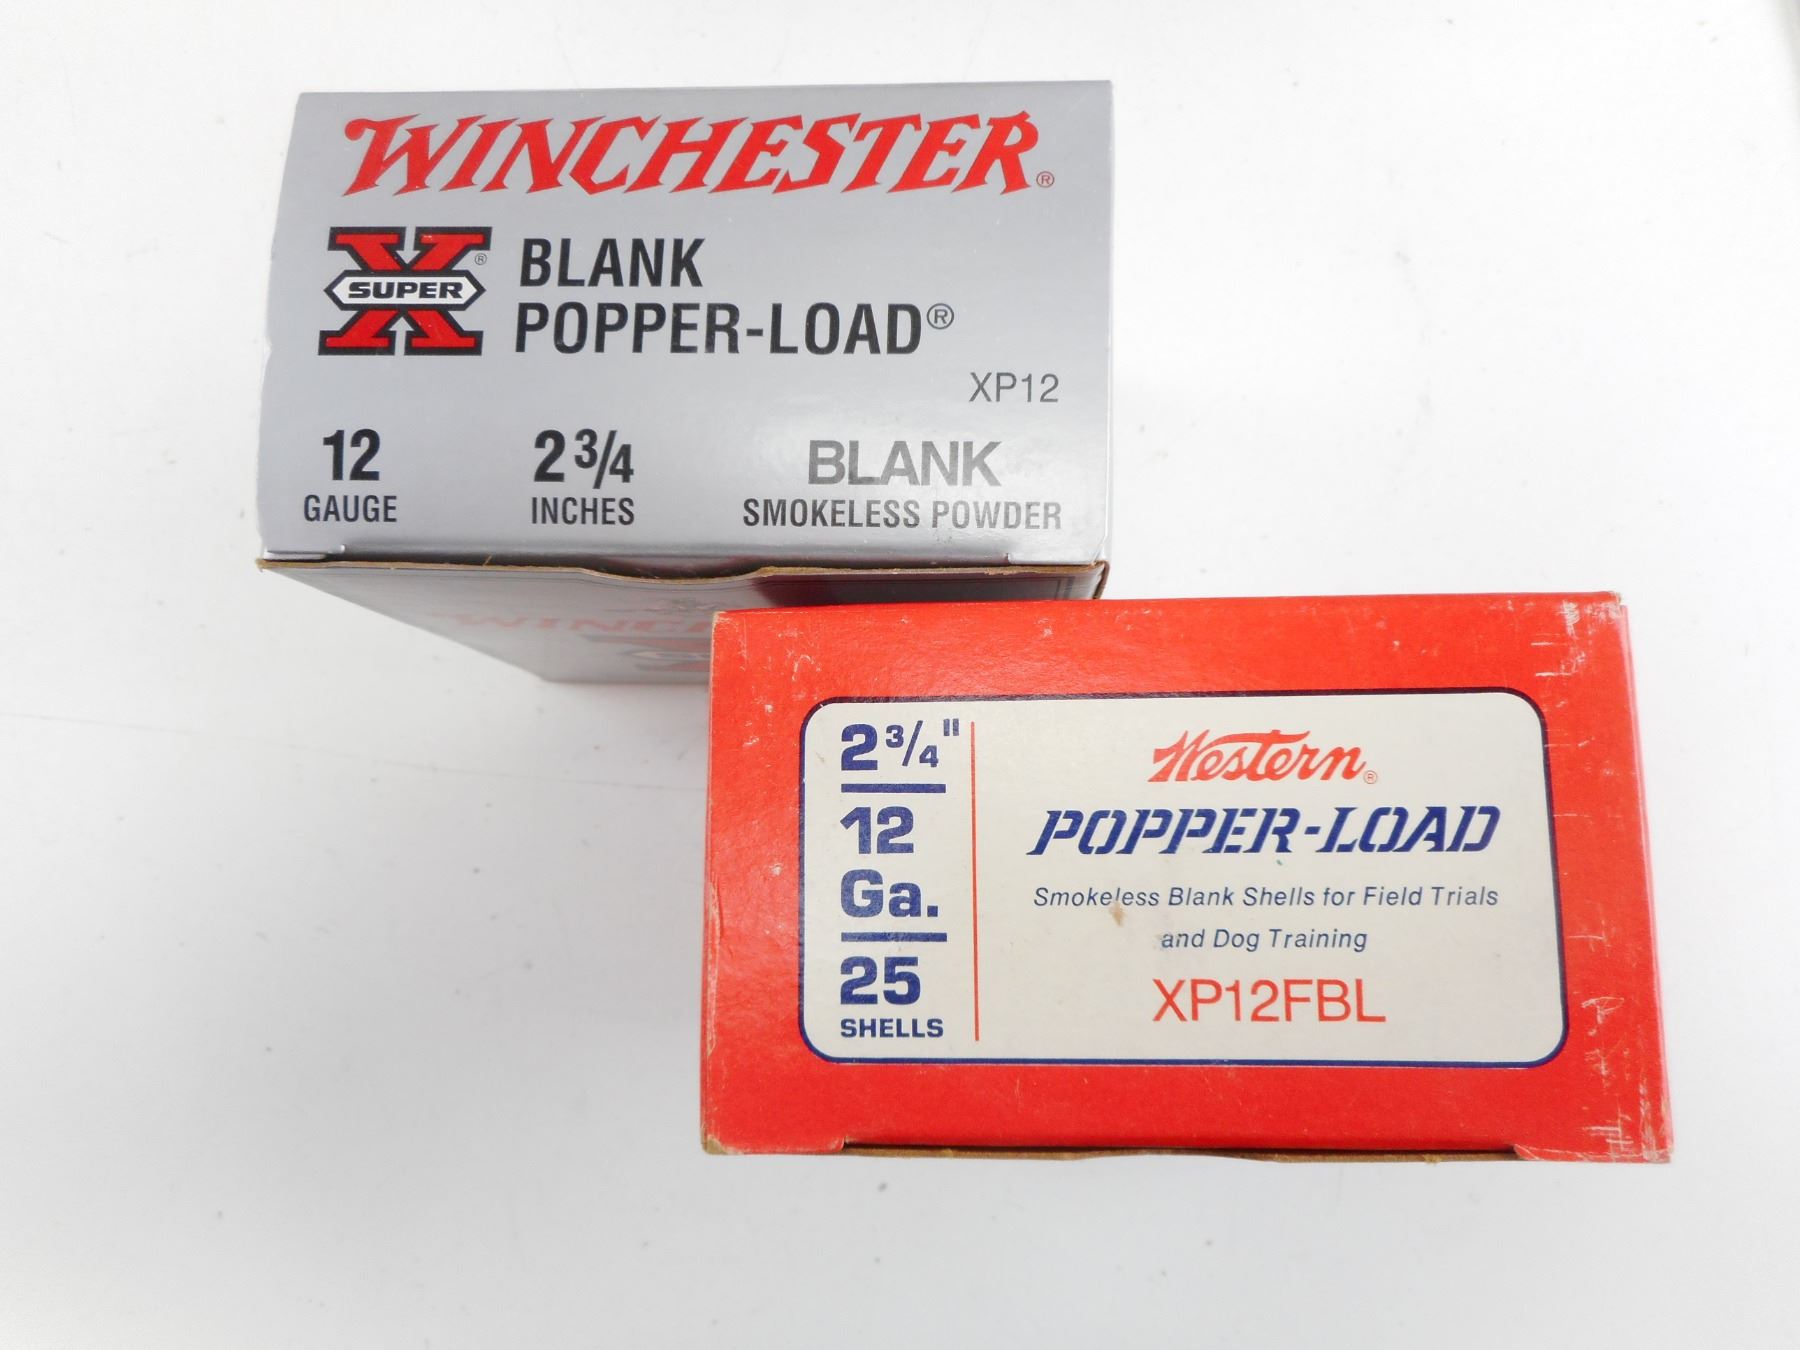 WINCHESTER®
SUPER X®
BLANK
POPPER-LOAD®
XP12
12
GAUGE
2 3/4
INCHES
BLANK
SMOKELESS POWDER
WINCHE
2 3/4"
12
Ga.
25
SHELLS
Western®
POPPER-LOAD
Smokeless Blank Shells for Field Trials
and Dog Training
XP12FBL